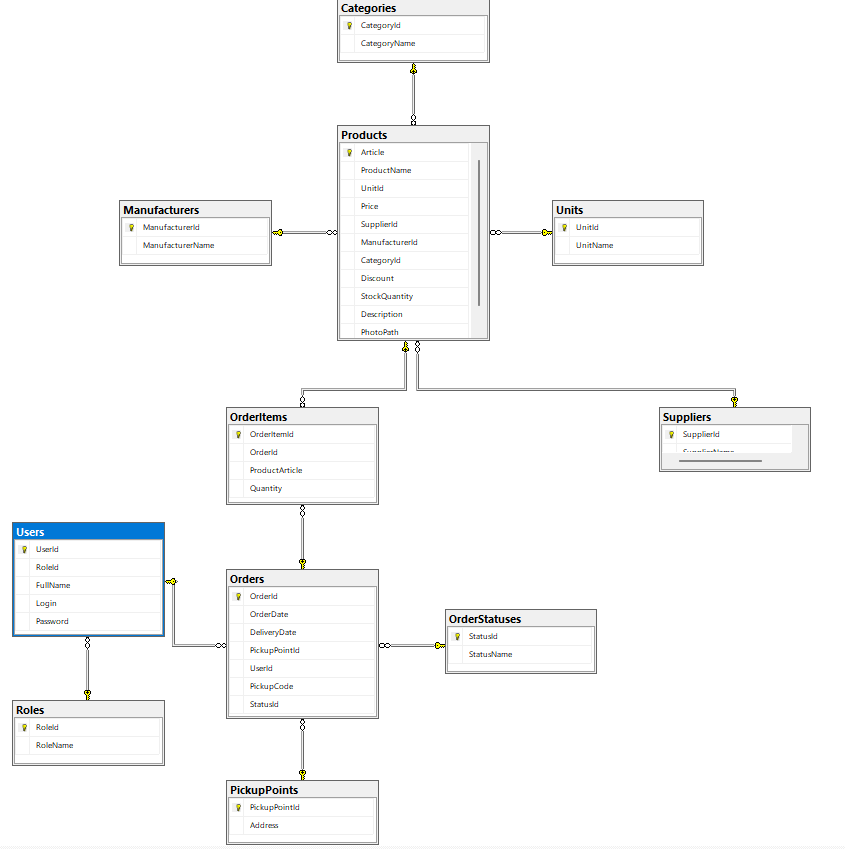 Categories
CategoryId
CategoryName
Products
Article
ProductName
UnitId
Price
SupplierId
ManufacturerId
CategoryId
Discount
StockQuantity
Description
PhotoPath
Manufacturers
ManufacturerId
ManufacturerName
Units
UnitId
UnitName
OrderItems
OrderItemId
OrderId
ProductArticle
Quantity
Suppliers
SupplierId
SupplierName
Users
UserId
RoleId
FullName
Login
Password
Orders
OrderId
OrderDate
DeliveryDate
PickupPointId
UserId
PickupCode
StatusId
OrderStatuses
StatusId
StatusName
Roles
RoleId
RoleName
PickupPoints
PickupPointId
Address